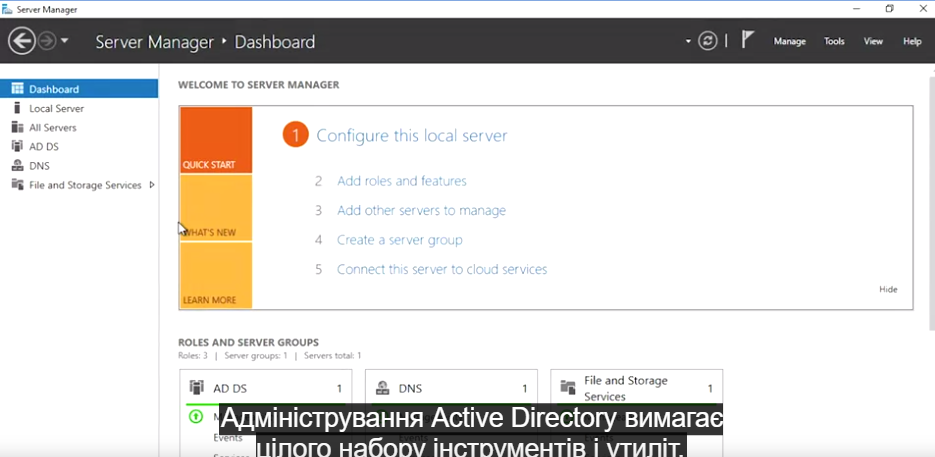 Server Manager
Server Manager • Dashboard
Manage Tools View Help
Dashboard
Local Server
All Servers
AD DS
DNS
File and Storage Services
WELCOME TO SERVER MANAGER
QUICK START
WHAT'S NEW
LEARN MORE
1 Configure this local server
2 Add roles and features
3 Add other servers to manage
4 Create a server group
5 Connect this server to cloud services
Hide
ROLES AND SERVER GROUPS
Roles: 3 | Server groups: 1 | Servers total: 1
AD DS 1
DNS 1
File and Storage
Services 1
Адміністрування Active Directory вимагає
цілого набору інструментів і утиліт.